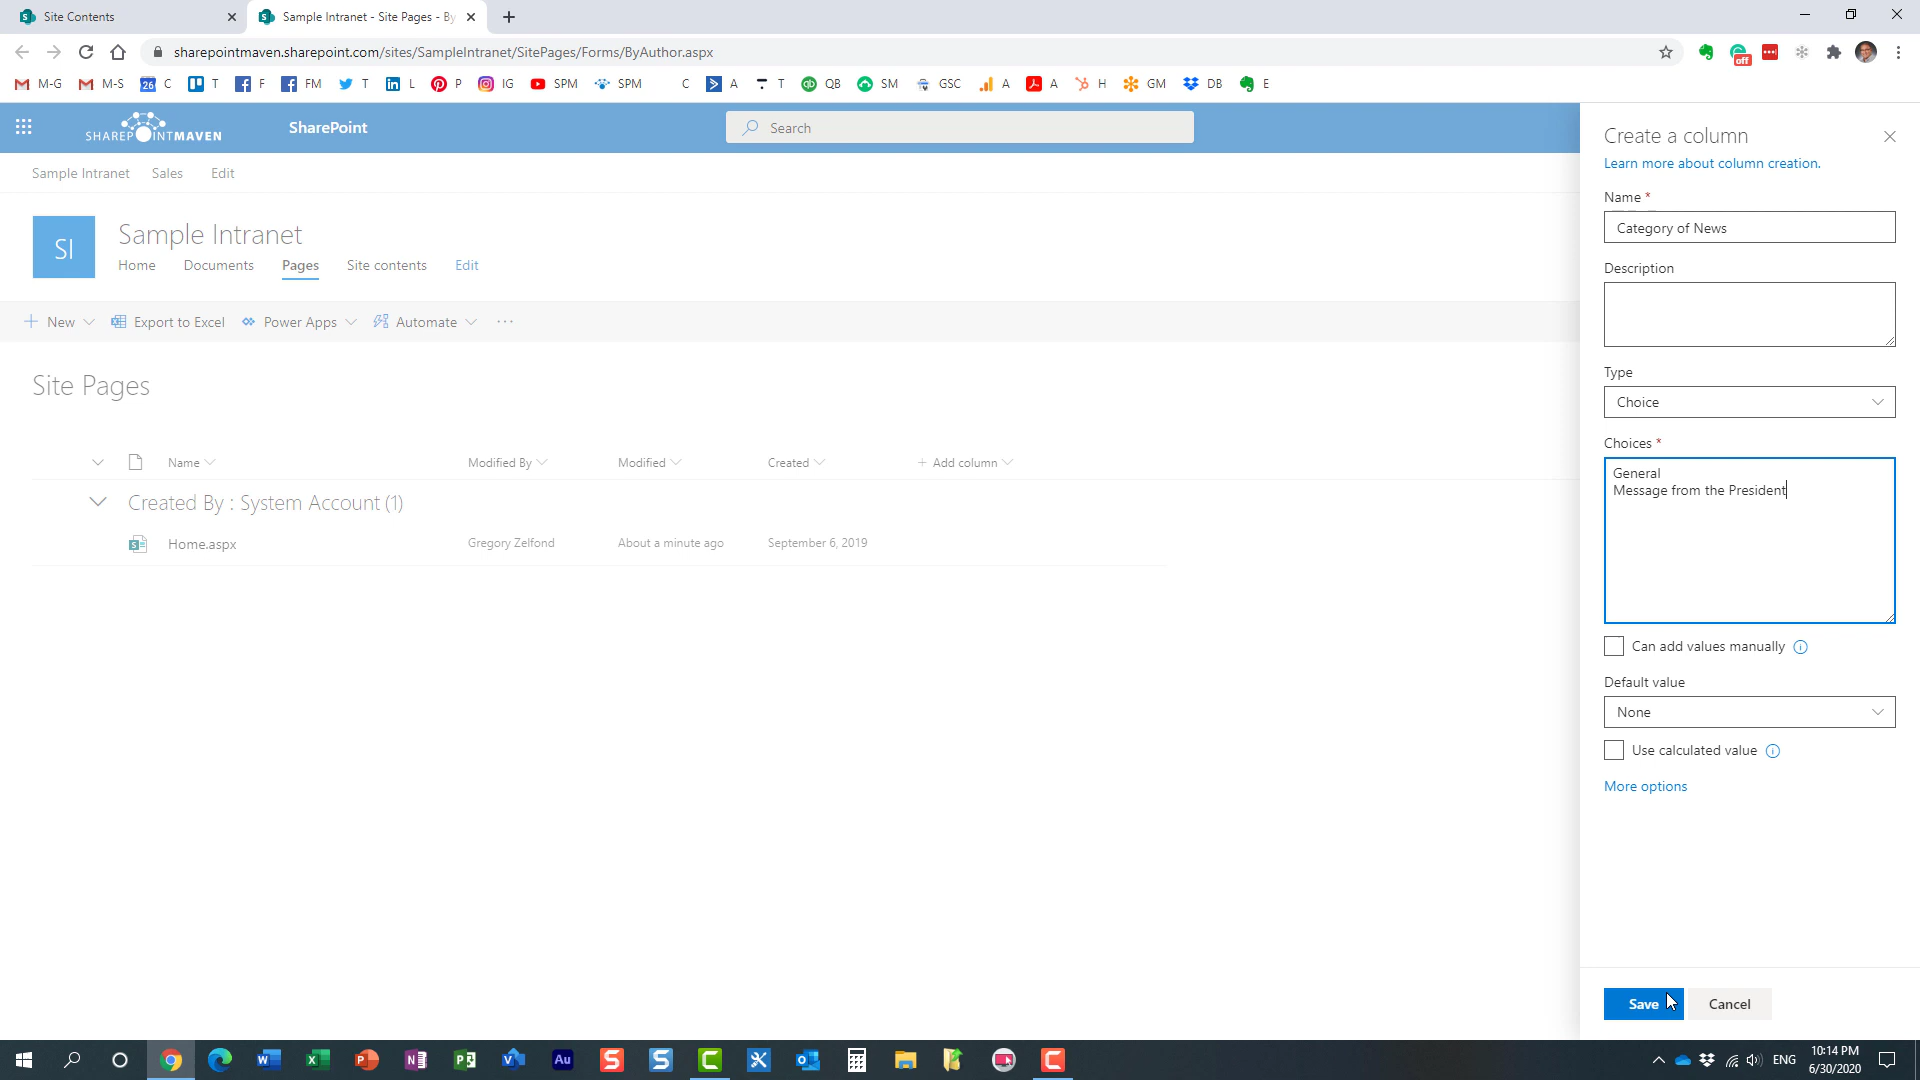 Site Contents
Sample Intranet - Site Pages - By
sharepointmaven.sharepoint.com/sites/SampleIntranet/SitePages/Forms/ByAuthor.aspx
off
M-G M-S 26 C T F FM T L P IG SPM SPM C A T QB SM GSC A A H GM DB E
SHAREPOINTMAVEN
SharePoint
Search
Sample Intranet Sales Edit
SI
Sample Intranet
Home Documents Pages Site contents Edit
New Export to Excel Power Apps Automate ...
Site Pages
Name Modified By Modified Created + Add column
Created By : System Account (1)
Home.aspx Gregory Zelfond About a minute ago September 6, 2019
Create a column
Learn more about column creation.
Name *
Category of News
Description
Type
Choice
Choices *
General
Message from the President
Can add values manually
Default value
None
Use calculated value
More options
Save Cancel
ENG
10:14 PM
6/30/2020